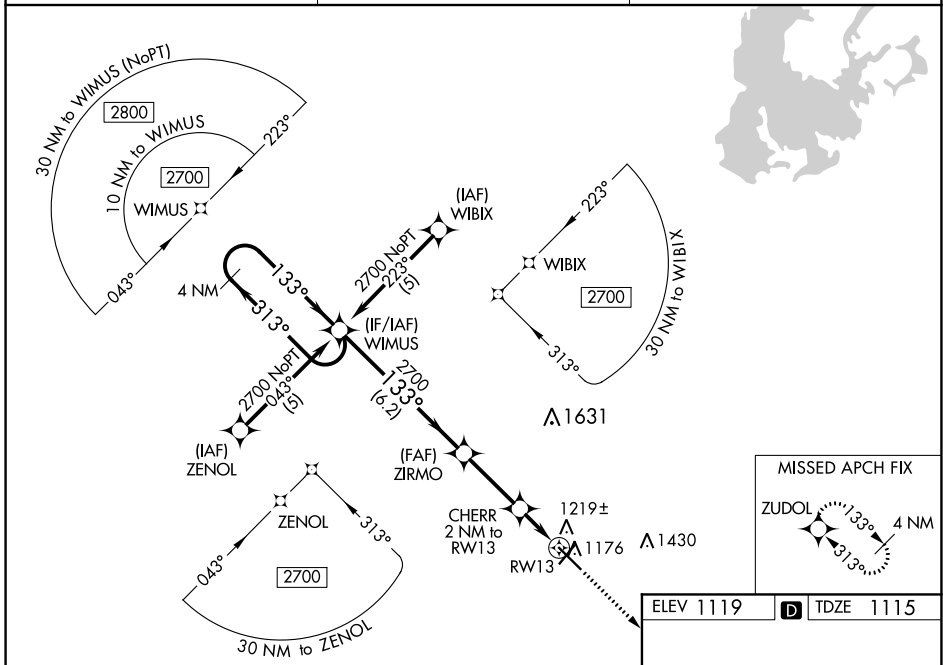 30 NM to WIMUS (NoPT)
2800
10 NM to WIMUS
2700
WIMUS
223°
043°
(IAF)
WIBIX
2700 NoPT
223°
(5)
223°
WIBIX
2700
30 NM to WIBIX
313°
4 NM
133°
313°
(IF/IAF)
WIMUS
2700 NoPT
043°
(5)
2700
133°
(6.2)
(IAF)
ZENOL
1631
(FAF)
ZIRMO
ZENOL
043°
313°
2700
30 NM to ZENOL
CHERR
2 NM to
RW13
1219±
1176
1430
RW13
MISSED APCH FIX
ZUDOL
133°
313°
4 NM
ELEV 1119 D TDZE 1115